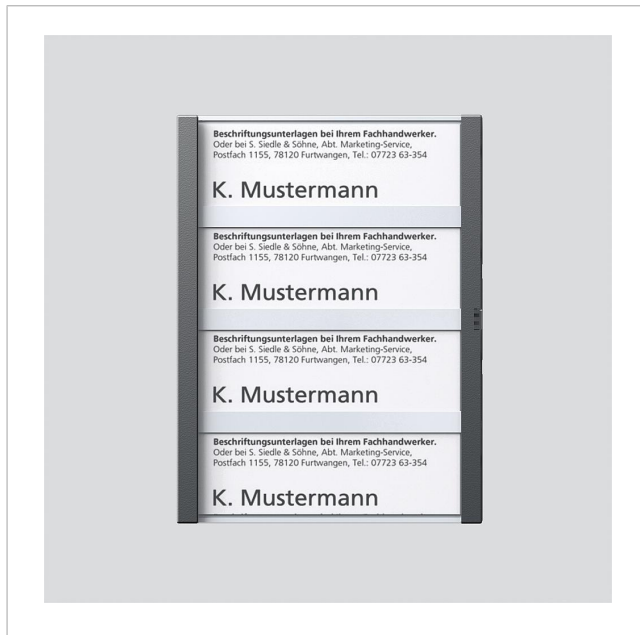 Beschriftungsunterlagen bei Ihrem Fachhandwerker.
Oder bei S. Siedle & Söhne, Abt. Marketing-Service,
Postfach 1155, 78120 Furtwangen, Tel.: 07723 63-354
K. Mustermann
Beschriftungsunterlagen bei Ihrem Fachhandwerker.
Oder bei S. Siedle & Söhne, Abt. Marketing-Service,
Postfach 1155, 78120 Furtwangen, Tel.: 07723 63-354
K. Mustermann
Beschriftungsunterlagen bei Ihrem Fachhandwerker.
Oder bei S. Siedle & Söhne, Abt. Marketing-Service,
Postfach 1155, 78120 Furtwangen, Tel.: 07723 63-354
K. Mustermann
Beschriftungsunterlagen bei Ihrem Fachhandwerker.
Oder bei S. Siedle & Söhne, Abt. Marketing-Service,
Postfach 1155, 78120 Furtwangen, Tel.: 07723 63-354
K. Mustermann